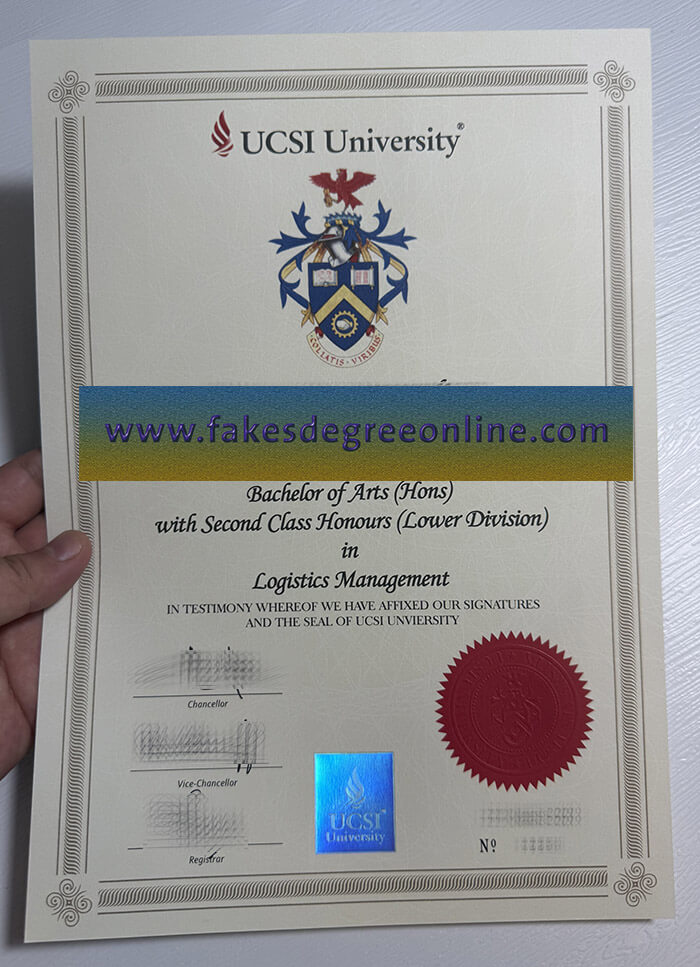 UCSI University®
COLIATIS · VIRIBUS
www.fakesdegreeonline.com
Bachelor of Arts (Hons)
with Second Class Honours (Lower Division)
in
Logistics Management
IN TESTIMONY WHEREOF WE HAVE AFFIXED OUR SIGNATURES
AND THE SEAL OF UCSI UNVIERSITY
Chancellor
Vice-Chancellor
Registrar
UCSI
University
Nº